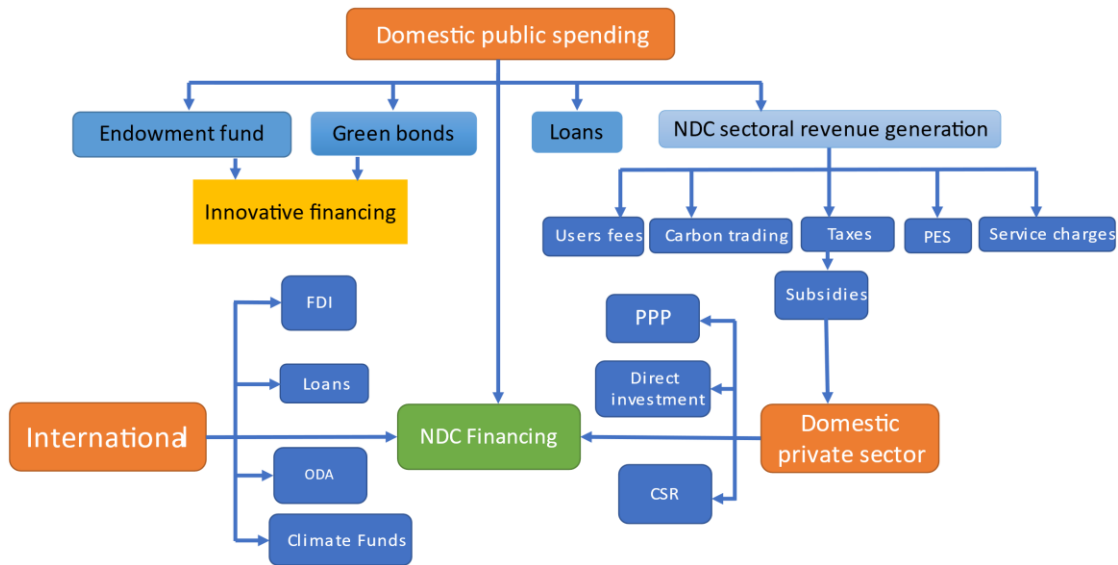 Domestic public spending
Endowment fund
Green bonds
Loans
NDC sectoral revenue generation
Innovative financing
Users fees
Carbon trading
Taxes
PES
Service charges
Subsidies
FDI
PPP
Loans
Direct
investment
International
NDC Financing
Domestic
private sector
ODA
CSR
Climate Funds